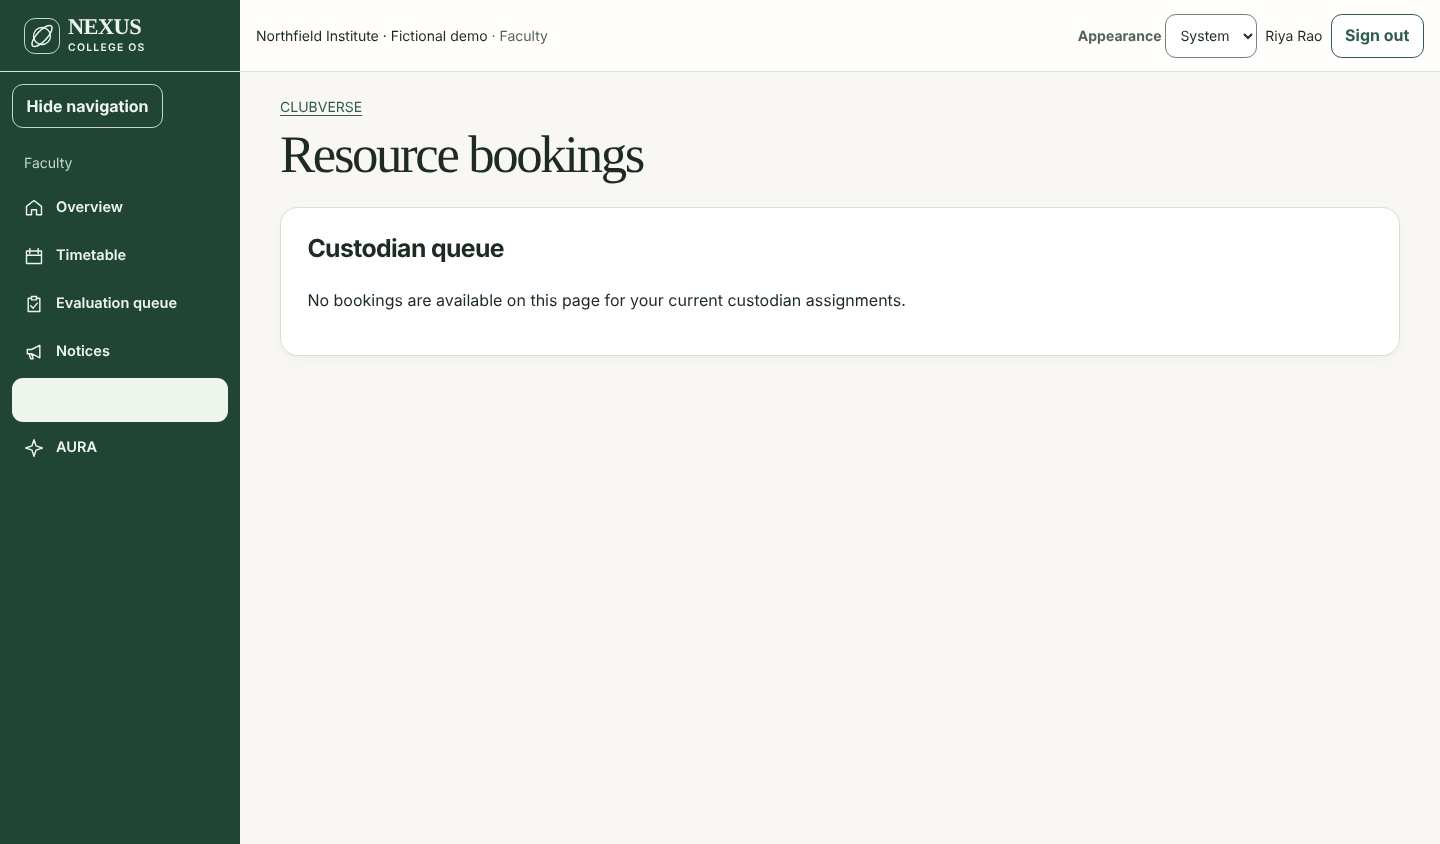 NEXUS
COLLEGE OS
Northfield Institute · Fictional demo · Faculty
Appearance
System
Riya Rao
Sign out
Hide navigation
Faculty
Overview
Timetable
Evaluation queue
Notices
AURA
CLUBVERSE
Resource bookings
Custodian queue
No bookings are available on this page for your current custodian assignments.